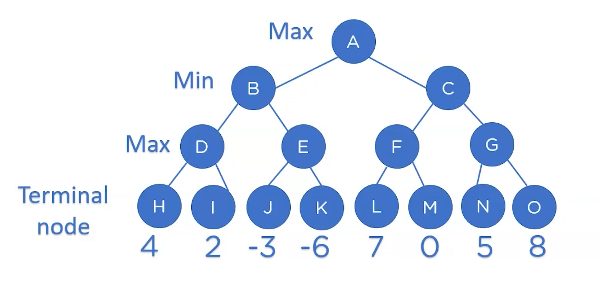 Max A
Min B C
Max D E F G
Terminal
node
H I J K L M N O
4 2 -3 -6 7 0 5 8